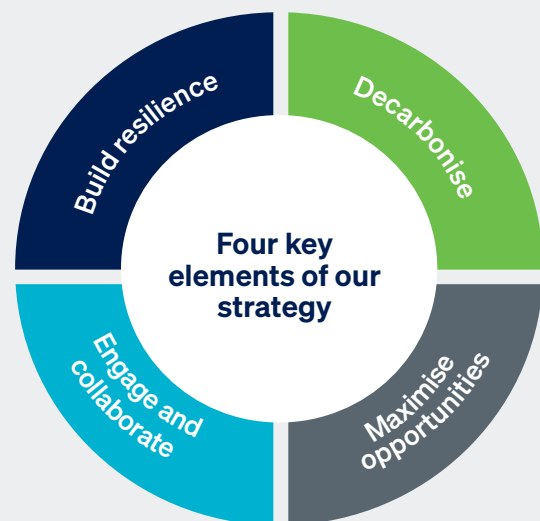 Build resilience
Decarbonise
Four key
elements of our
strategy
Engage and
collaborate
Maximise
opportunities